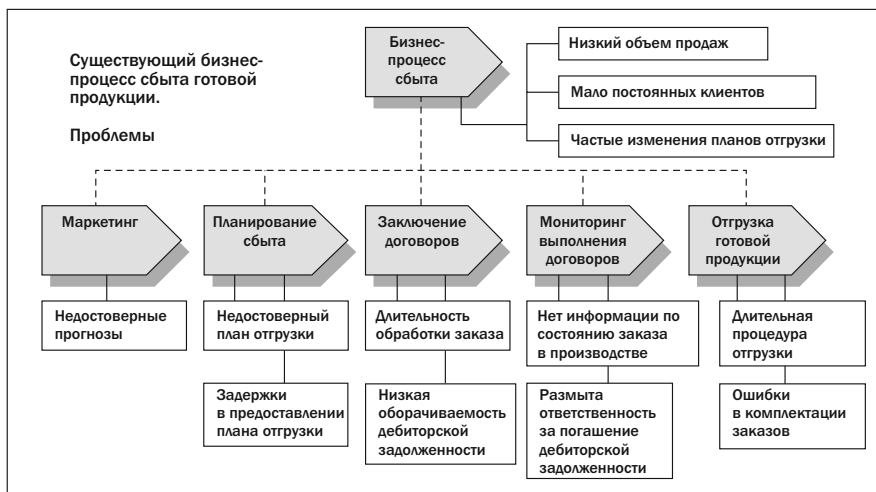 Существующий бизнес-
процесс сбыта готовой
продукции.
Проблемы
Бизнес-
процесс
сбыта
Низкий объем продаж
Мало постоянных клиентов
Частые изменения планов отгрузки
Маркетинг
Планирование
сбыта
Заключение
договоров
Мониторинг
выполнения
договоров
Отгрузка
готовой
продукции
Недостоверные
прогнозы
Недостоверный
план отгрузки
Длительность
обработки заказа
Нет информации по
состоянию заказа
в производстве
Длительная
процедура
отгрузки
Задержки
в предоставлении
плана отгрузки
Низкая
оборачиваемость
дебиторской
задолженности
Размыта
ответственность
за погашение
дебиторской
задолженности
Ошибки
в комплектации
заказов